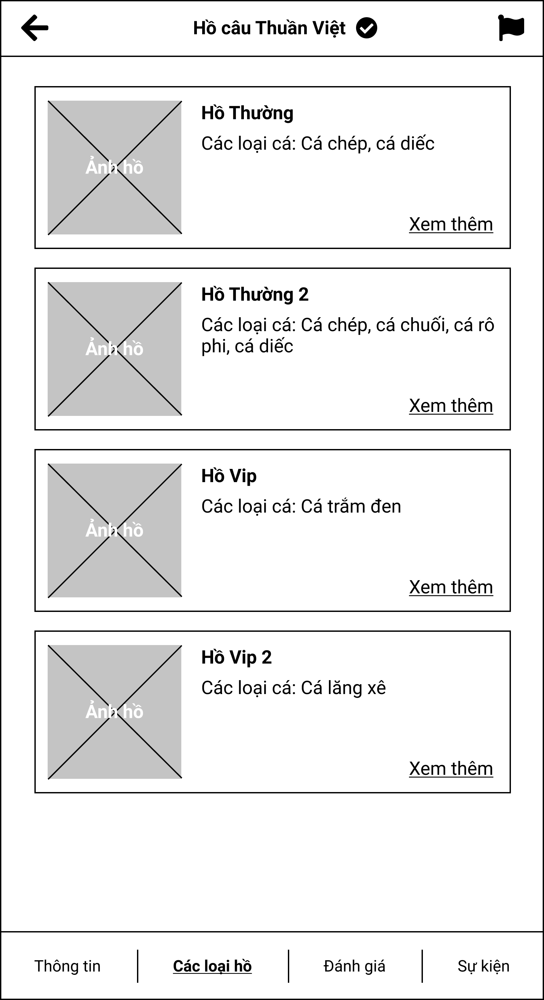 Hồ câu Thuần Việt
Hồ Thường
Các loại cá: Cá chép, cá diếc
Ảnh hồ
Xem thêm
Hồ Thường 2
Các loại cá: Cá chép, cá chuối, cá rô
phi, cá diếc
Ảnh hồ
Xem thêm
Hồ Vip
Các loại cá: Cá trắm đen
Ảnh hồ
Xem thêm
Hồ Vip 2
Các loại cá: Cá lăng xê
Ảnh hồ
Xem thêm
Thông tin
Các loại hồ
Đánh giá
Sự kiện